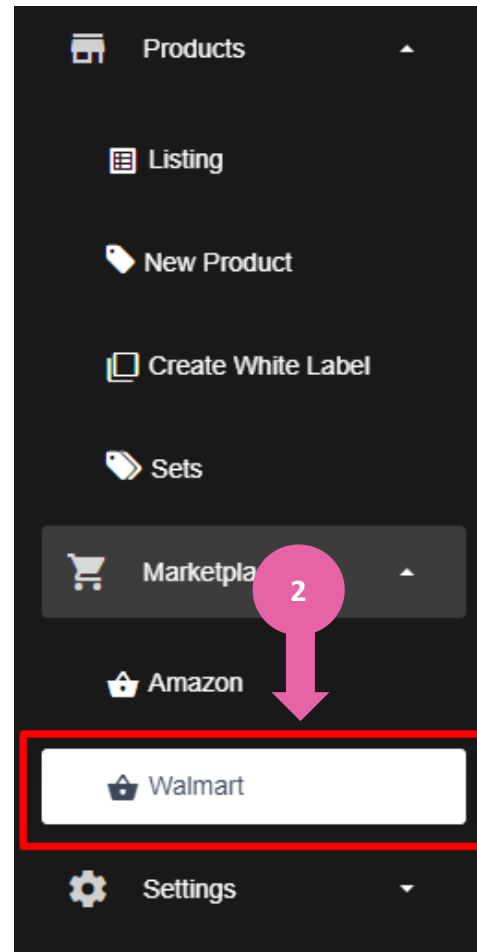 Products
Listing
New Product
Create White Label
Sets
Marketpla
2
Amazon
Walmart
Settings